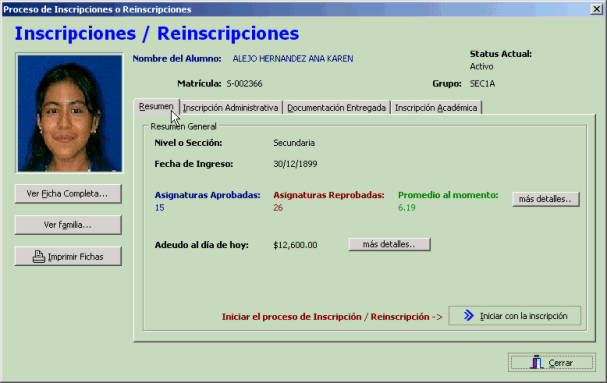 Proceso de Inscripciones o Reinscripciones
Inscripciones / Reinscripciones
Nombre del Alumno: ALEJO HERNANDEZ ANA KAREN
Status Actual:
Activo
Matrícula: S-002366
Grupo: SEC1A
Resumen Inscripción Administrativa Documentación Entregada Inscripción Académica
Resumen General
Nivel o Sección: Secundaria
Fecha de Ingreso: 30/12/1899
Ver Ficha Completa...
Asignaturas Aprobadas: Asignaturas Reprobadas: Promedio al momento: más detalles..
15 26 6.19
Ver familia...
Adeudo al día de hoy: $12,600.00 más detalles..
Imprimir Fichas
Iniciar el proceso de Inscripción / Reinscripción -> Iniciar con la inscripción
Cerrar